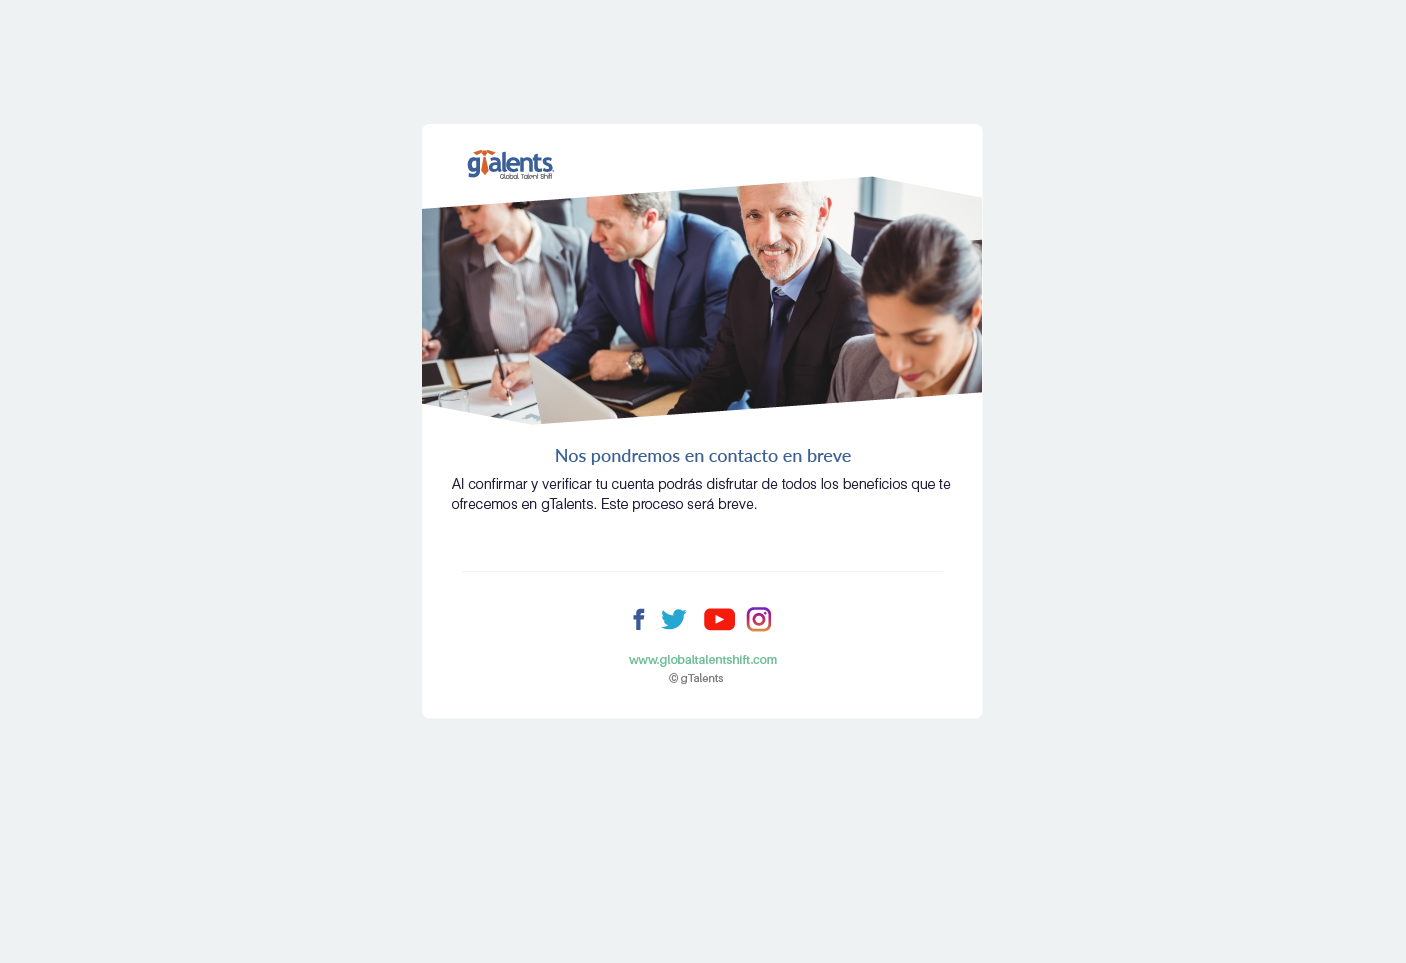 gTalents
Global Talent Shift
Nos pondremos en contacto en breve
Al confirmar y verificar tu cuenta podrás disfrutar de todos los beneficios que te
ofrecemos en gTalents. Este proceso será breve.
www.globaltalentshift.com
© gTalents